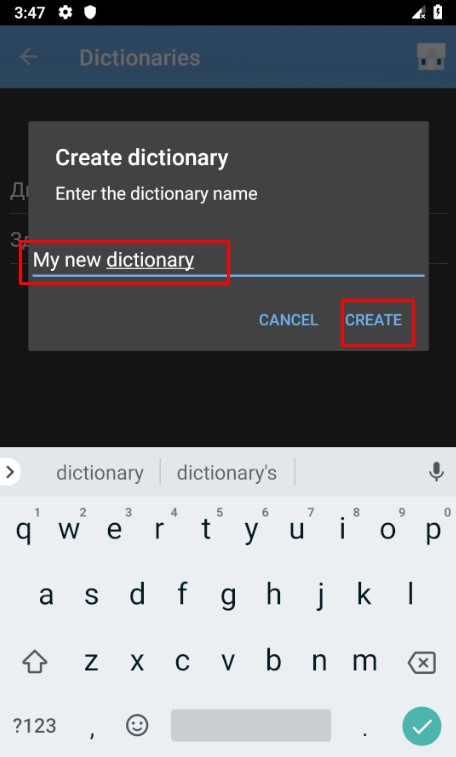 3:47
Dictionaries
Create dictionary
Enter the dictionary name
My new dictionary
CANCEL CREATE
dictionary dictionary's
1 2 3 4 5 6 7 8 9 0
q w e r t y u i o p
a s d f g h j k l
z x c v b n m
?123 , .